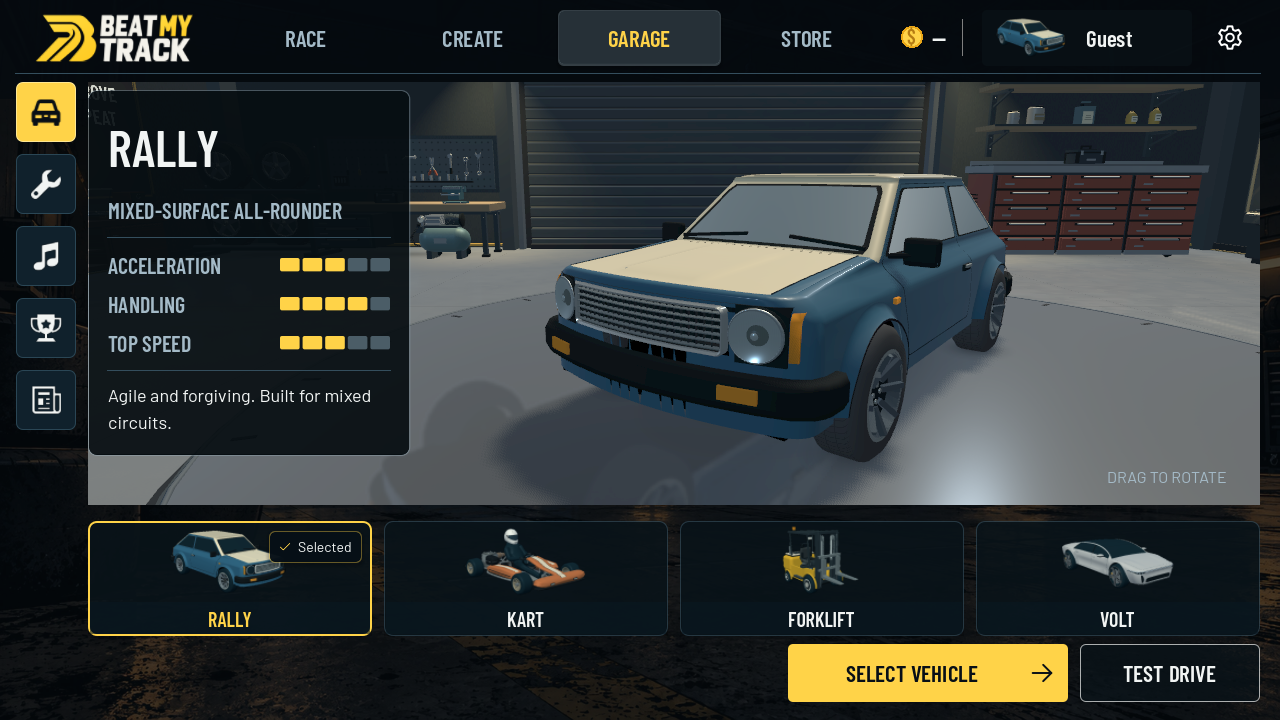 BEAT MY
TRACK
RACE
CREATE
GARAGE
STORE
$ –
Guest
RALLY
MIXED-SURFACE ALL-ROUNDER
ACCELERATION
HANDLING
TOP SPEED
Agile and forgiving. Built for mixed
circuits.
DRAG TO ROTATE
Selected
RALLY
KART
FORKLIFT
VOLT
SELECT VEHICLE
TEST DRIVE